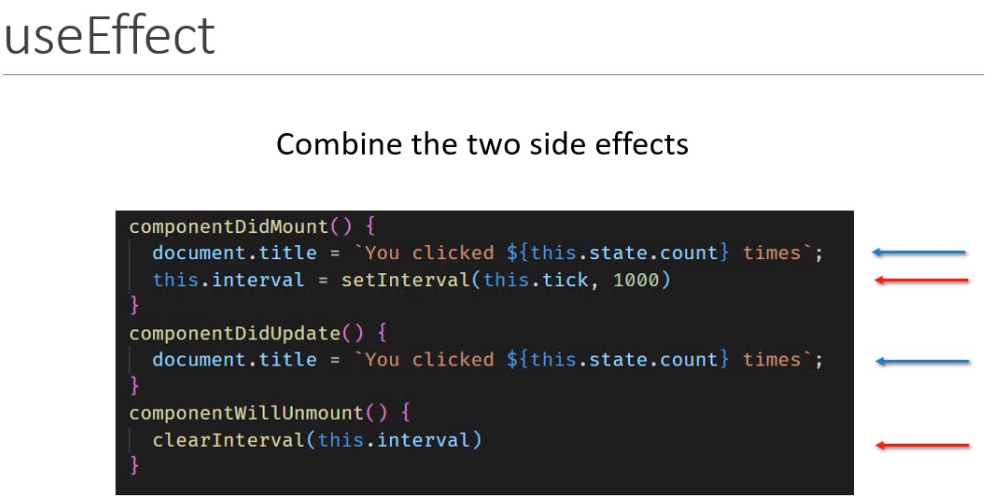 useEffect
Combine the two side effects
componentDidMount() {
document.title = `You clicked ${this.state.count} times`;
this.interval = setInterval(this.tick, 1000)
}
componentDidUpdate() {
document.title = `You clicked ${this.state.count} times`;
}
componentWillUnmount() {
clearInterval(this.interval)
}